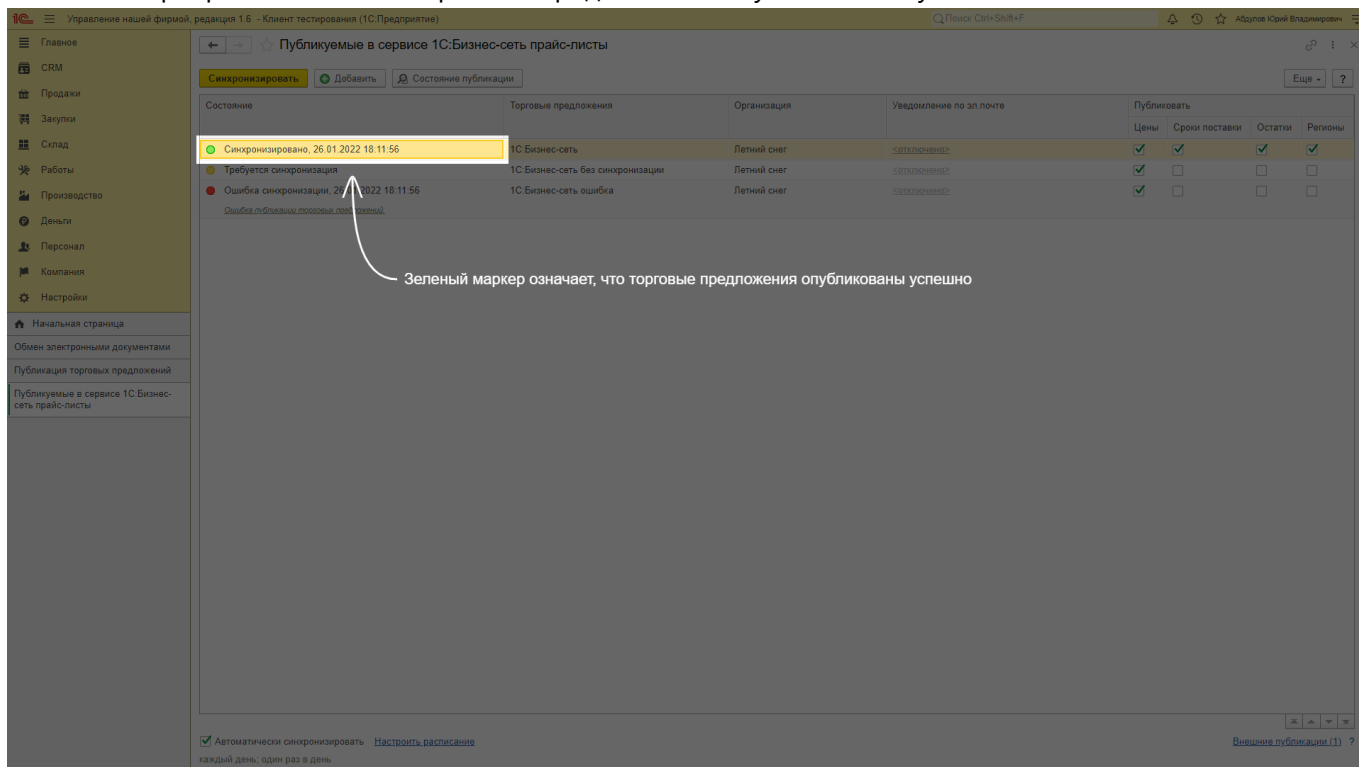 Управление нашей фирмой, редакция 1.6 - Клиент тестирования (1С:Предприятие)
Поиск Ctrl+Shift+F
Абдулов Юрий Владимирович
Главное
CRM
Продажи
Закупки
Склад
Работы
Производство
Деньги
Персонал
Компания
Настройки
Начальная страница
Обмен электронными документами
Публикация торговых предложений
Публикуемые в сервисе 1С:Бизнес-
сеть прайс-листы
Публикуемые в сервисе 1С:Бизнес-сеть прайс-листы
Синхронизировать Добавить Состояние публикации Еще ?
Состояние Торговые предложения Организация Уведомление по эл.почте Публиковать
Цены Сроки поставки Остатки Регионы
Синхронизировано, 26.01.2022 18:11:56 1С:Бизнес-сеть Летний снег <отключено>
Требуется синхронизация 1С:Бизнес-сеть без синхронизации Летний снег <отключено>
Ошибка синхронизации, 26.01.2022 18:11:56 1С:Бизнес-сеть ошибка Летний снег <отключено>
Ошибка публикации торговых предложений.
Зеленый маркер означает, что торговые предложения опубликованы успешно
Автоматически синхронизировать Настроить расписание Внешние публикации (1) ?
каждый день; один раз в день